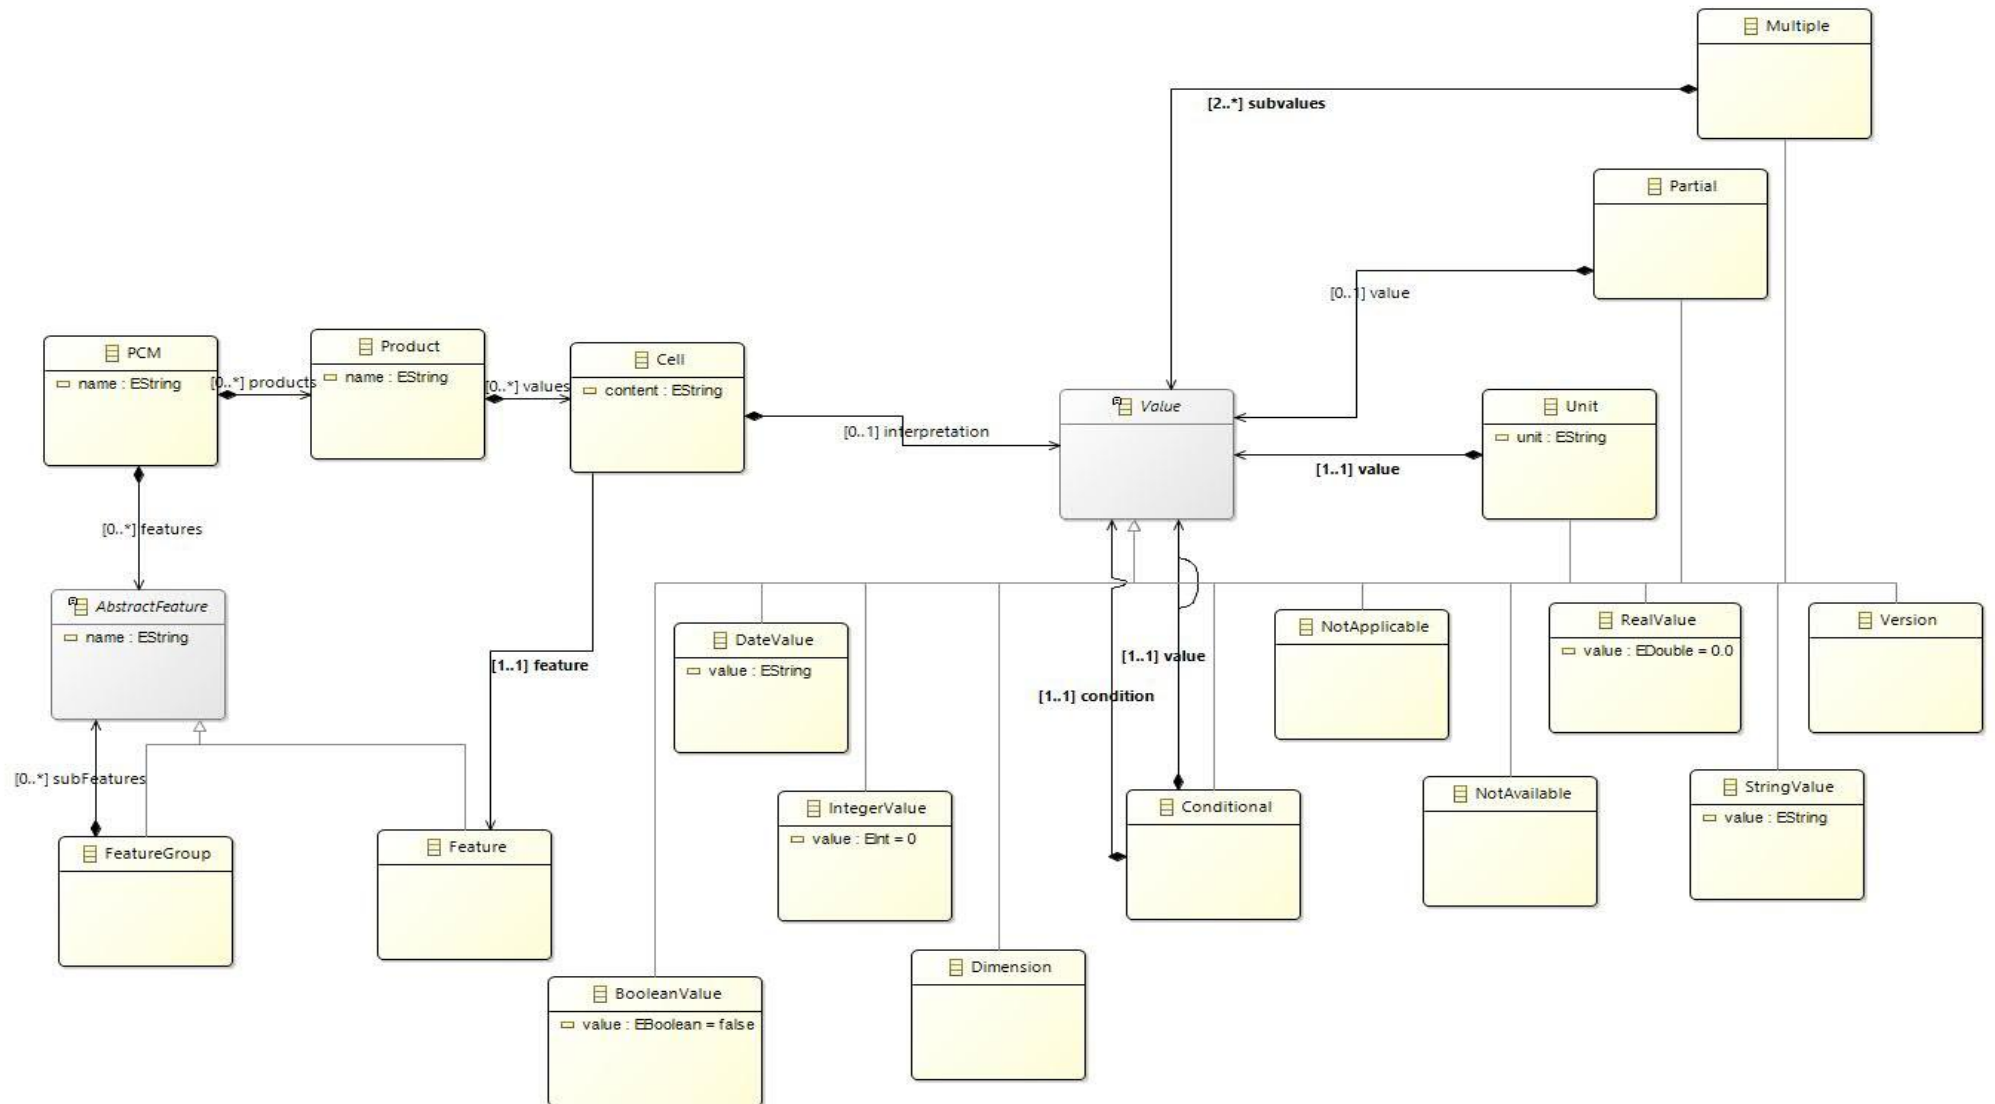 Multiple
[2..*] subvalues
Partial
[0..1] value
PCM
name : EString
[0..*] products
Product
name : EString
[0..*] values
Cell
content : EString
[0..1] interpretation
Value
Unit
unit : EString
[1..1] value
[0..*] features
AbstractFeature
name : EString
[1..1] feature
[0..*] subFeatures
FeatureGroup
Feature
DateValue
value : EString
IntegerValue
value : EInt = 0
BooleanValue
value : EBoolean = false
Dimension
[1..1] value
[1..1] condition
Conditional
NotApplicable
NotAvailable
RealValue
value : EDouble = 0.0
StringValue
value : EString
Version